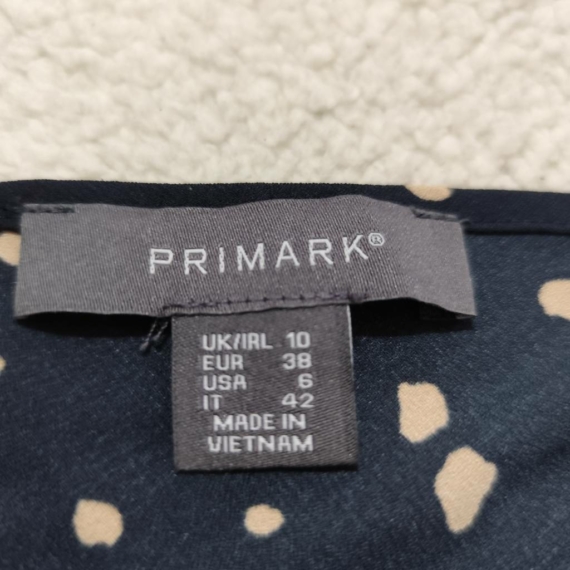 PRIMARK®
UK/IRL 10
EUR 38
USA 6
IT 42
MADE IN
VIETNAM